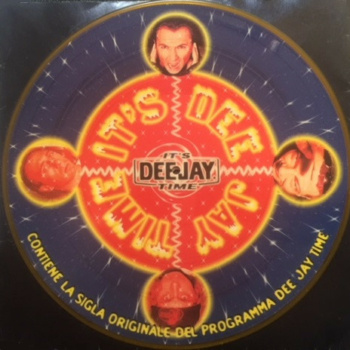 IT'S DEE JAY TIME
IT'S
DEEJAY
TIME
CONTIENE LA SIGLA ORIGINALE DEL PROGRAMMA DEE JAY TIME